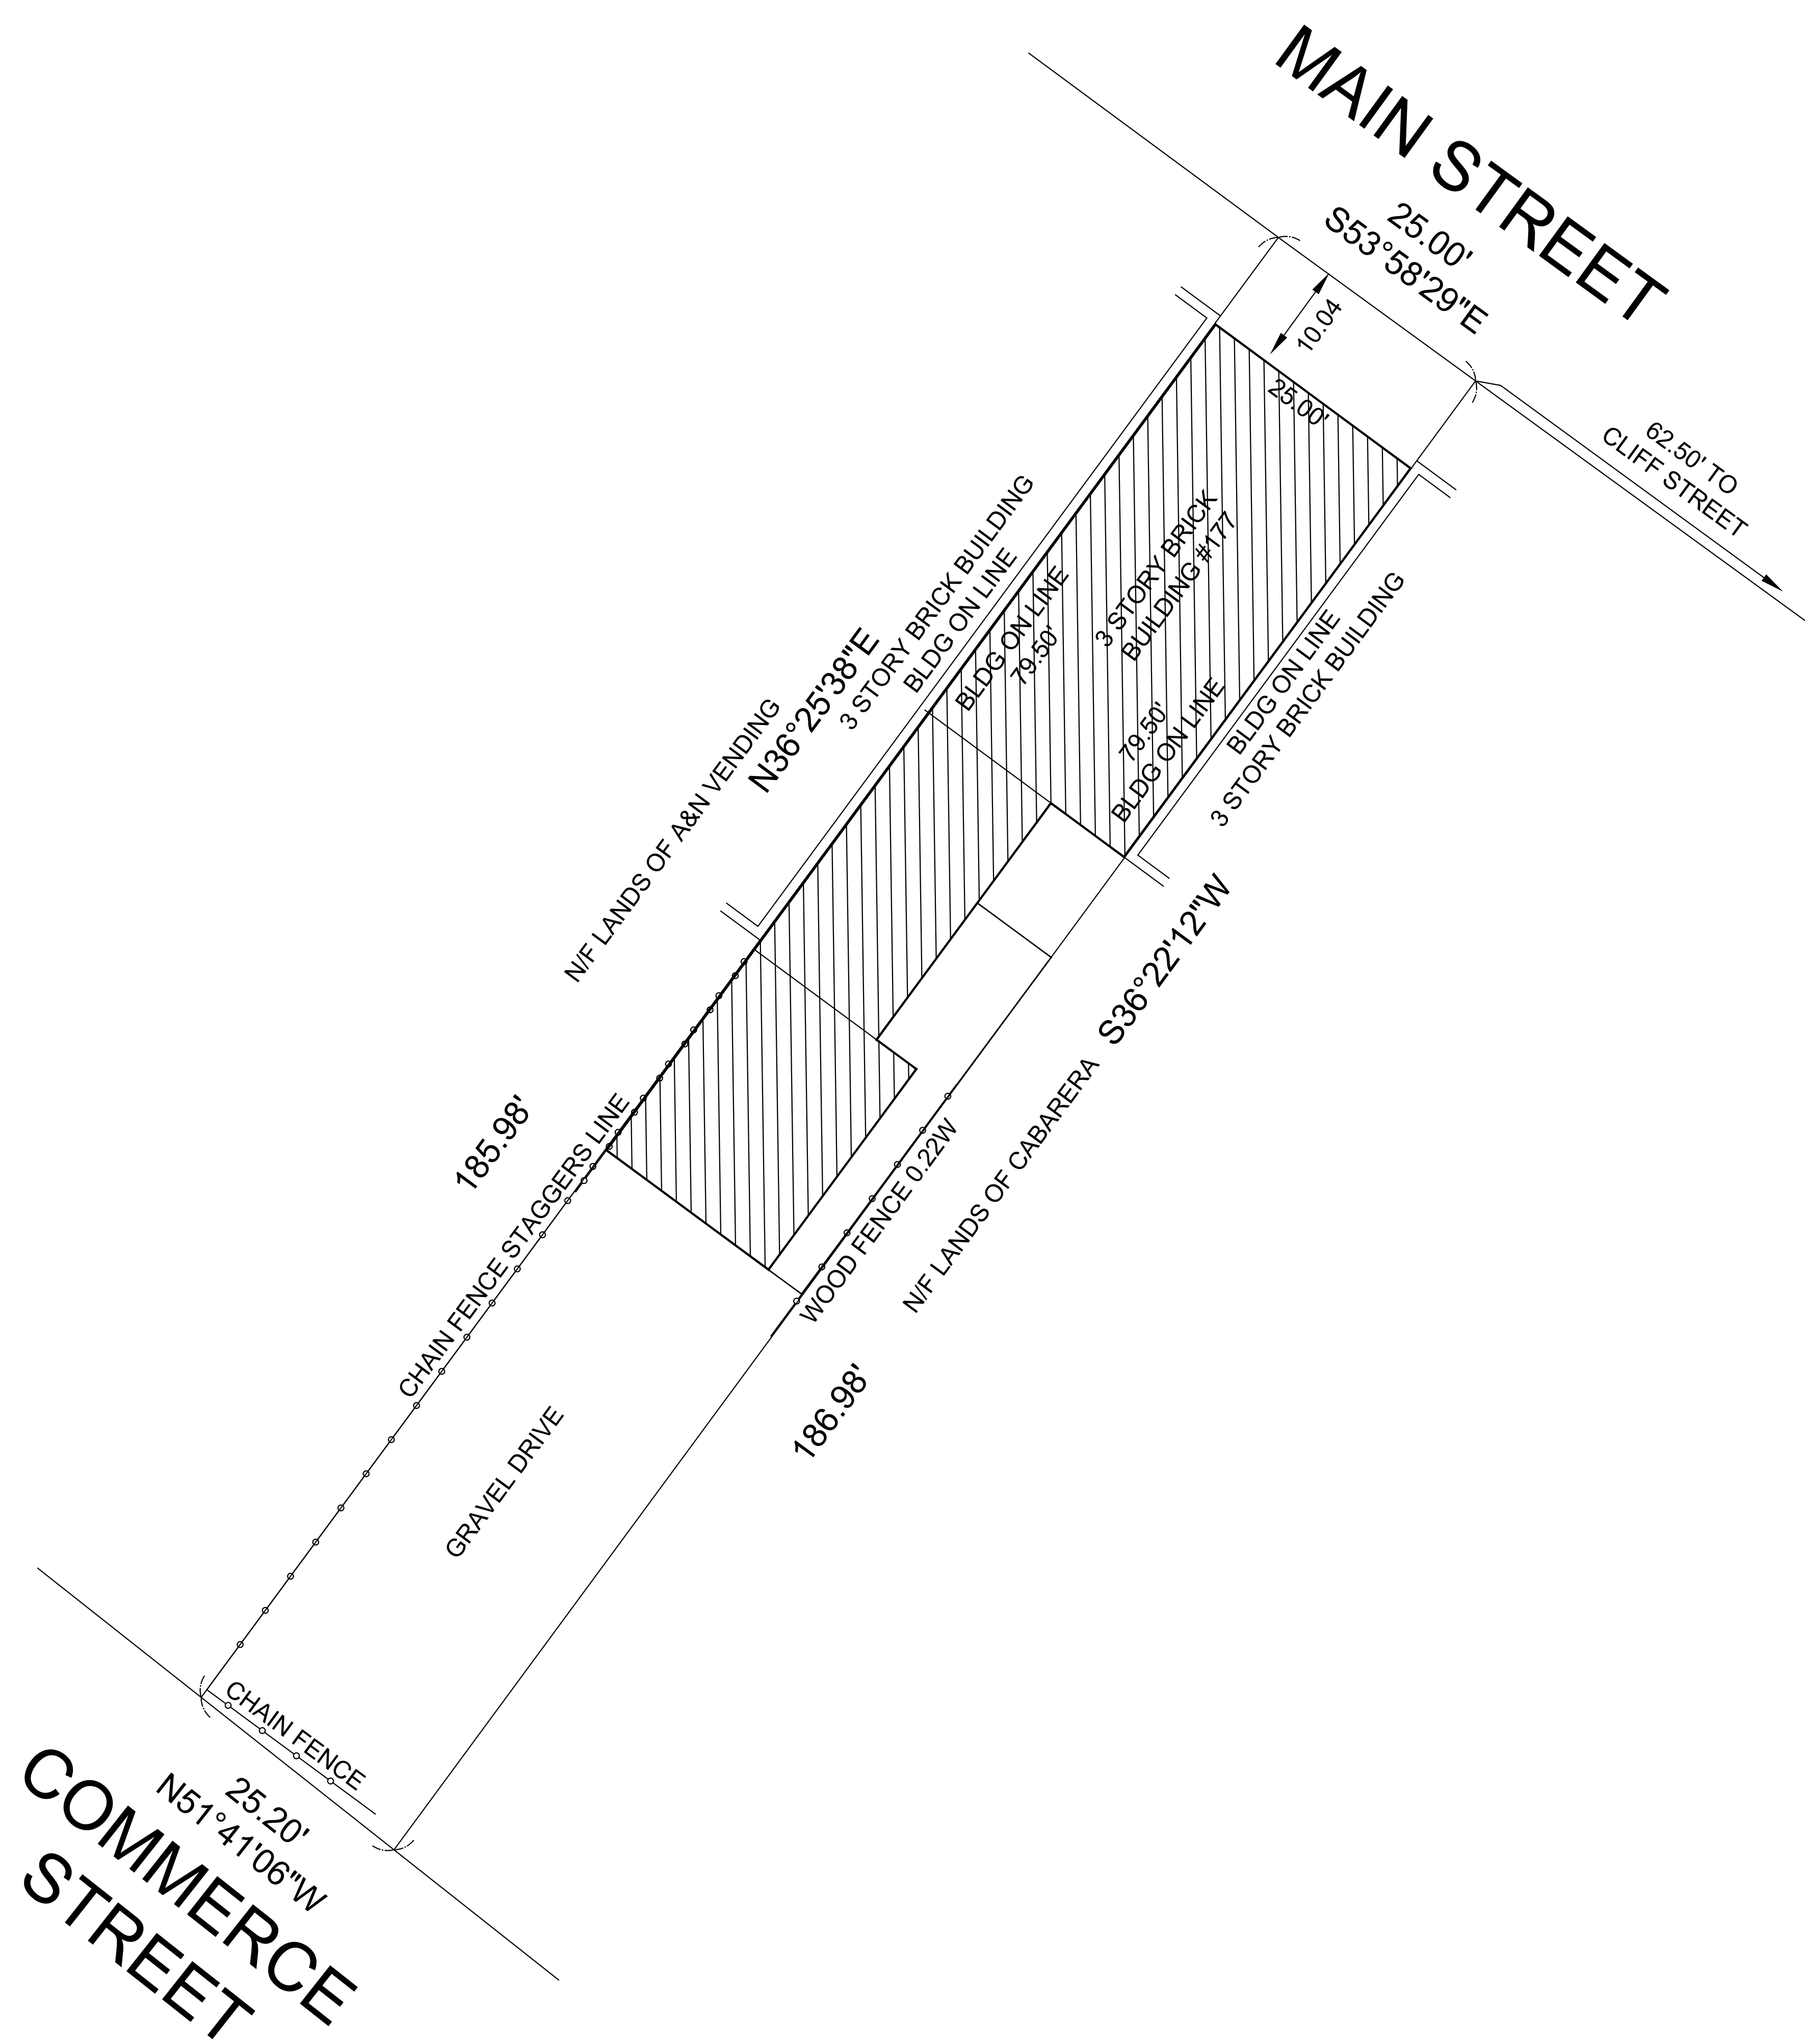 MAIN STREET
25.00'
S53°58'29"E
10.04
25.00'
62.50' TO
CLIFF STREET
3 STORY BRICK
BUILDING #177
BLDG ON LINE
79.50'
79.50'
BLDG ON LINE
3 STORY BRICK BUILDING
BLDG ON LINE
N36°25'38"E
N/F LANDS OF A&N VENDING
BLDG ON LINE
3 STORY BRICK BUILDING
S36°22'12"W
N/F LANDS OF CABARERA
185.98'
CHAIN FENCE STAGGERS LINE
WOOD FENCE 0.22W
186.98'
GRAVEL DRIVE
CHAIN FENCE
25.20'
N51°41'06"W
COMMERCE
STREET